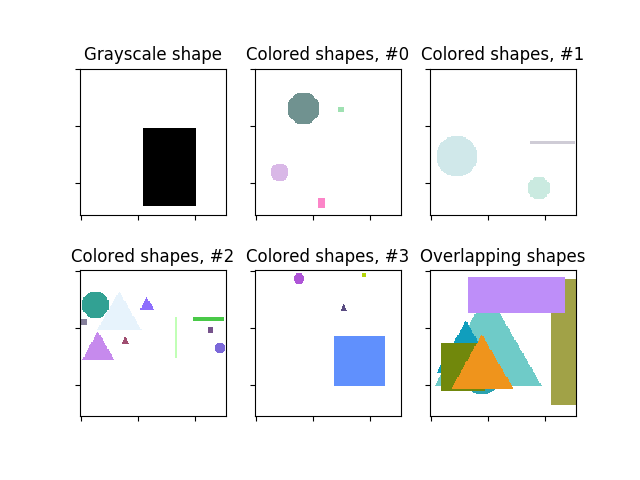 Grayscale shape
Colored shapes, #0
Colored shapes, #1
Colored shapes, #2
Colored shapes, #3
Overlapping shapes